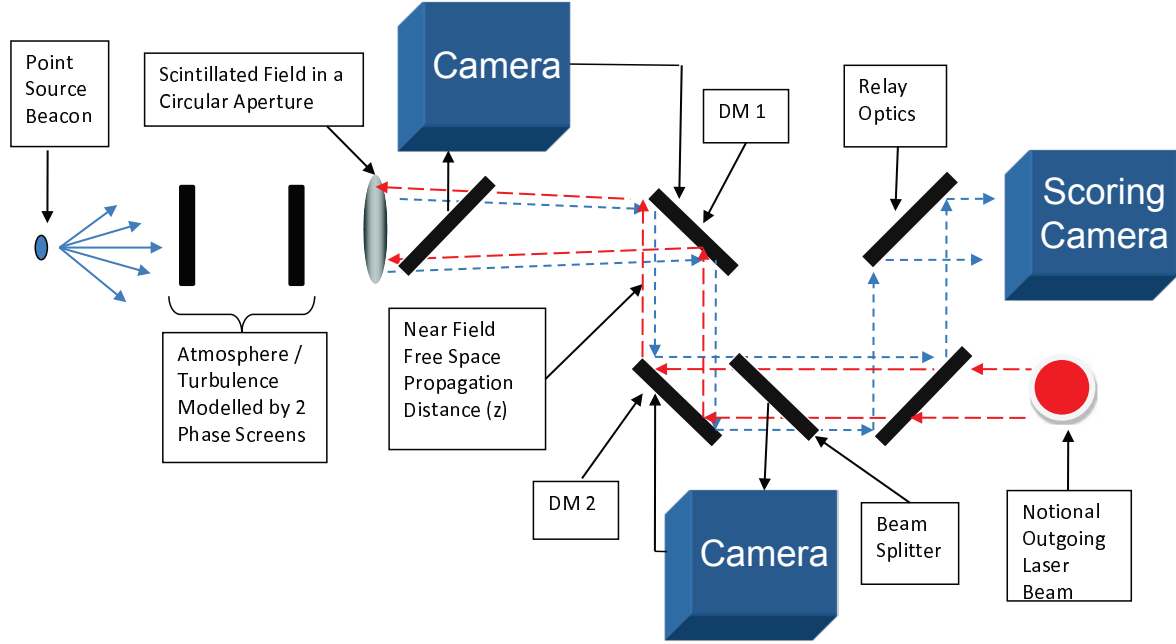 Point
Source
Beacon
Scintillated Field in a
Circular Aperture
Camera
DM 1
Relay
Optics
Scoring
Camera
Atmosphere /
Turbulence
Modelled by 2
Phase Screens
Near Field
Free Space
Propagation
Distance (z)
DM 2
Camera
Beam
Splitter
Notional
Outgoing
Laser
Beam